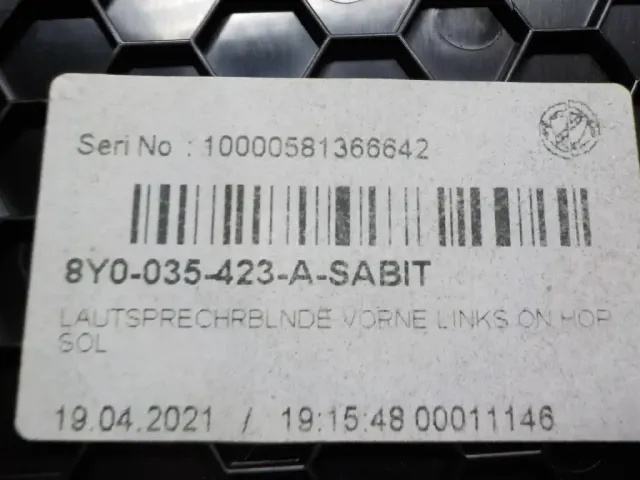 Seri No : 10000581366642
8Y0-035-423-A-SABIT
LAUTSPRECHRBLNDE VORNE LINKS ON HOP
SOL
19.04.2021 / 19:15:48 00011146